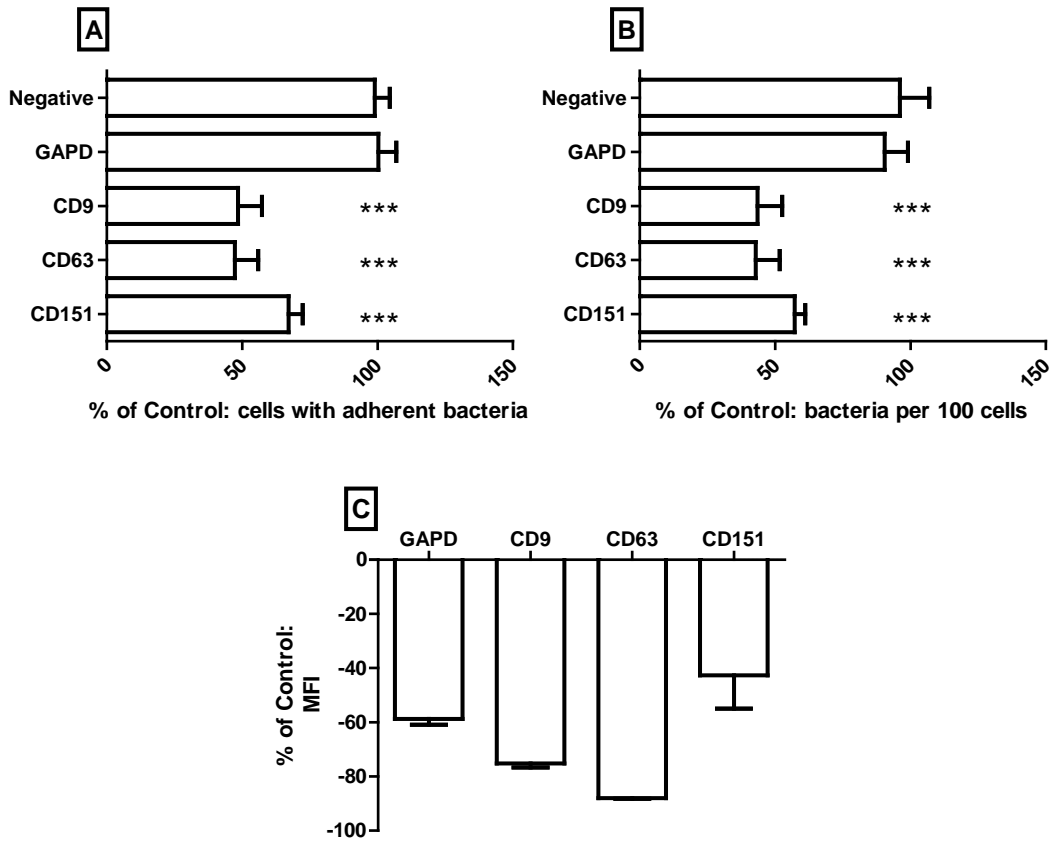 A
Negative
GAPD
CD9 ***
CD63 ***
CD151 ***
0 50 100 150
% of Control: cells with adherent bacteria
B
Negative
GAPD
CD9 ***
CD63 ***
CD151 ***
0 50 100 150
% of Control: bacteria per 100 cells
C
GAPD CD9 CD63 CD151
0
-20
-40
-60
-80
-100
% of Control:
MFI